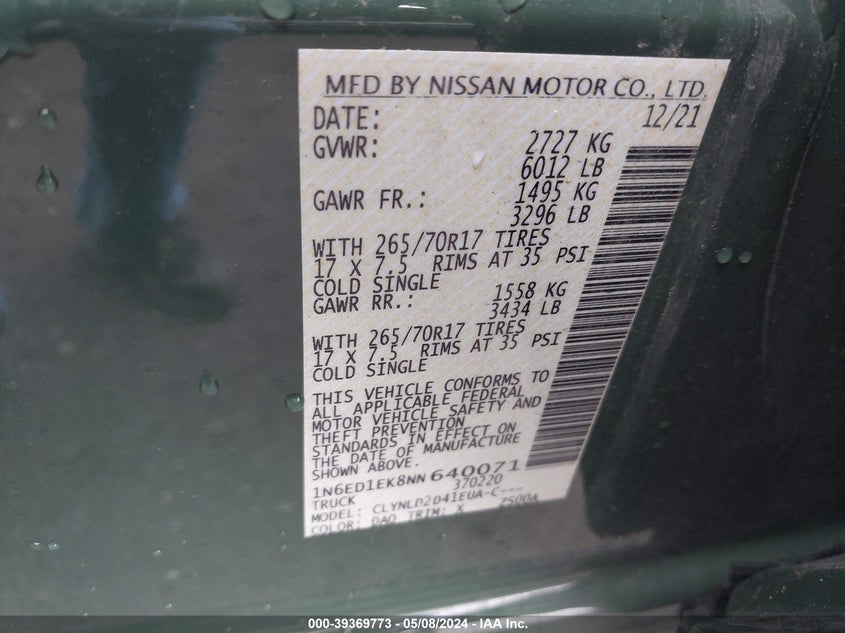 MFD BY NISSAN MOTOR CO., LTD.
DATE: 12/21
GVWR: 2727 KG
6012 LB
GAWR FR.: 1495 KG
3296 LB
WITH 265/70R17 TIRES
17 X 7.5 RIMS AT 35 PSI
COLD SINGLE
GAWR RR.: 1558 KG
3434 LB
WITH 265/70R17 TIRES
17 X 7.5 RIMS AT 35 PSI
COLD SINGLE
THIS VEHICLE CONFORMS TO
ALL APPLICABLE FEDERAL
MOTOR VEHICLE SAFETY AND
THEFT PREVENTION
STANDARDS IN EFFECT ON
THE DATE OF MANUFACTURE
SHOWN ABOVE.
1N6ED1EK8NN640071
TRUCK 370220
MODEL: CLYNLD2D41EUA-C---
COLOR: DAQ TRIM: X 2500A
000-39369773 - 05/08/2024 - IAA Inc.